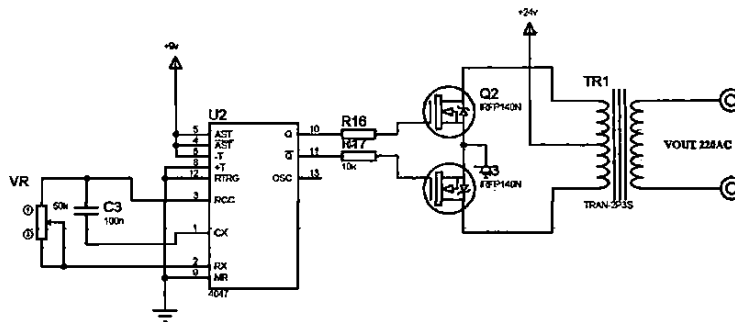 +9v
+24v
U2
Q2
TR1
R16
R17
10k
IRFP140N
5 AST
4 AST
6 -T
8 +T
12 RTRG
3 RCC
1 CX
2 RX
9 MR
Q 10
Q 11
OSC 13
4047
3
IRFP140N
VOUT 220AC
TRAN-2P3S
VR
50k
C3
100n